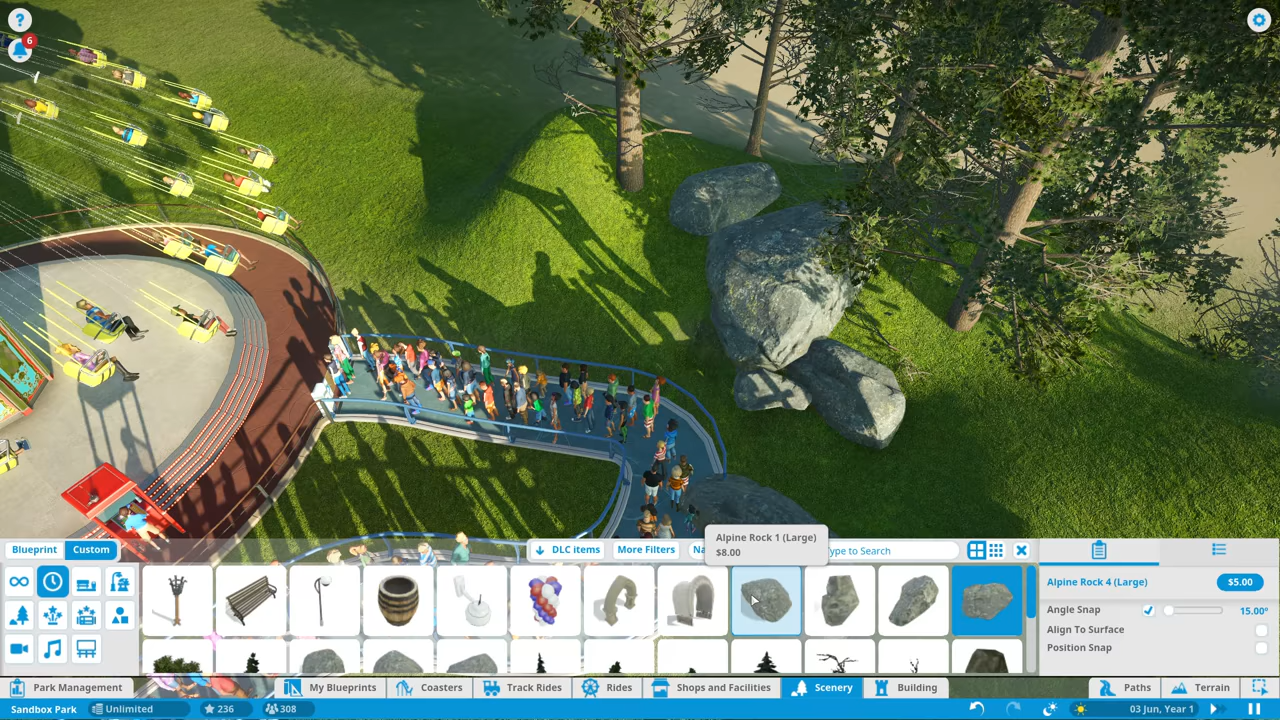 ?
6
Alpine Rock 1 (Large)
$8.00
Blueprint
Custom
DLC items
More Filters
Na
ype to Search
Alpine Rock 4 (Large)
$5.00
Angle Snap
15.00°
Align To Surface
Position Snap
Park Management
My Blueprints
Coasters
Track Rides
Rides
Shops and Facilities
Scenery
Building
Paths
Terrain
Sandbox Park
Unlimited
236
308
03 Jun, Year 1